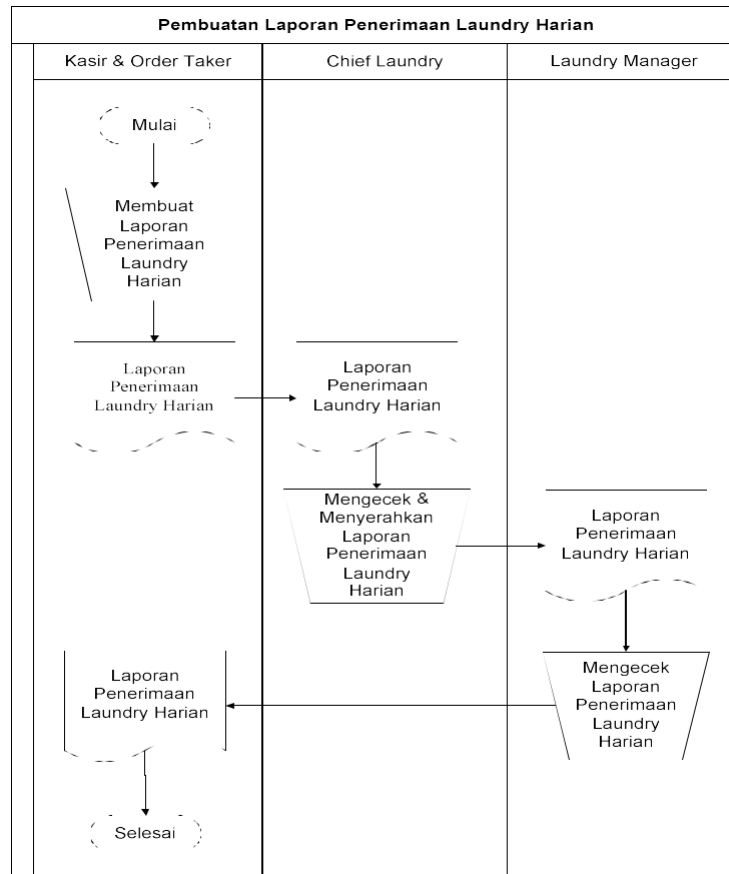 Pembuatan Laporan Penerimaan Laundry Harian
Kasir & Order Taker
Chief Laundry
Laundry Manager
Mulai
Membuat
Laporan
Penerimaan
Laundry
Harian
Laporan
Penerimaan
Laundry Harian
Laporan
Penerimaan
Laundry Harian
Mengecek &
Menyerahkan
Laporan
Penerimaan
Laundry
Harian
Laporan
Penerimaan
Laundry Harian
Mengecek
Laporan
Penerimaan
Laundry
Harian
Laporan
Penerimaan
Laundry Harian
Selesai